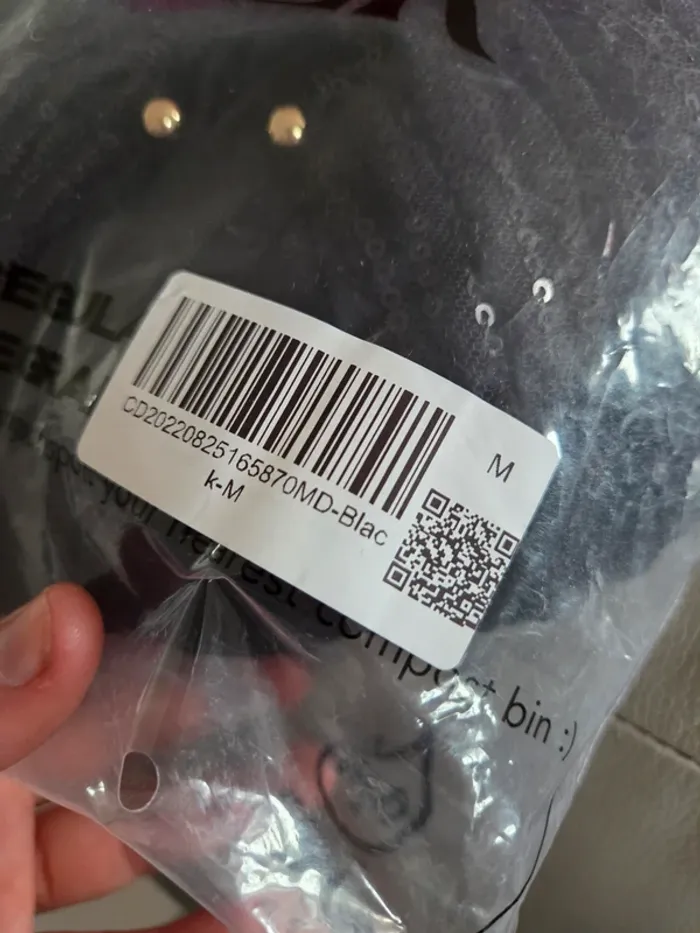 M
CD20220825165870MD-Blac
k-M
your nearest compost bin :)